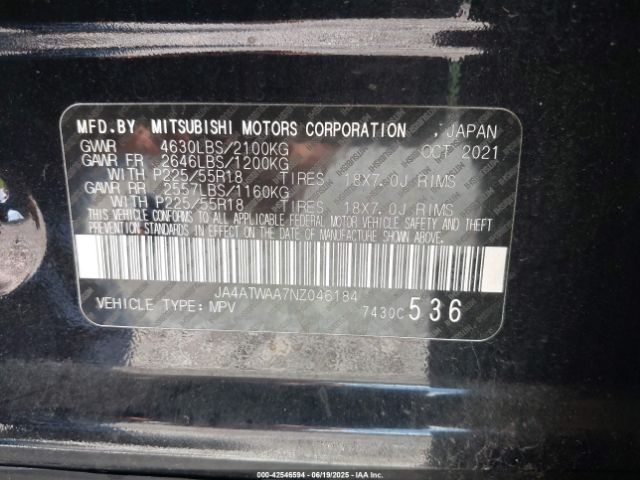 MFD.BY MITSUBISHI MOTORS CORPORATION JAPAN
GVWR 4630LBS/2100KG OCT 2021
GAWR FR 2646LBS/1200KG
WITH P225/55R18 TIRES 18X7.0J RIMS
GAWR RR 2557LBS/1160KG
WITH P225/55R18 TIRES 18X7.0J RIMS
THIS VEHICLE CONFORMS TO ALL APPLICABLE FEDERAL MOTOR VEHICLE SAFETY AND THEFT
PREVENTION STANDARDS IN EFFECT ON THE DATE OF MANUFACTURE SHOWN ABOVE.
JA4ATWAA7NZ046184
VEHICLE TYPE: MPV 7430C 536
000-42546594 - 06/19/2025 - IAA Corp.